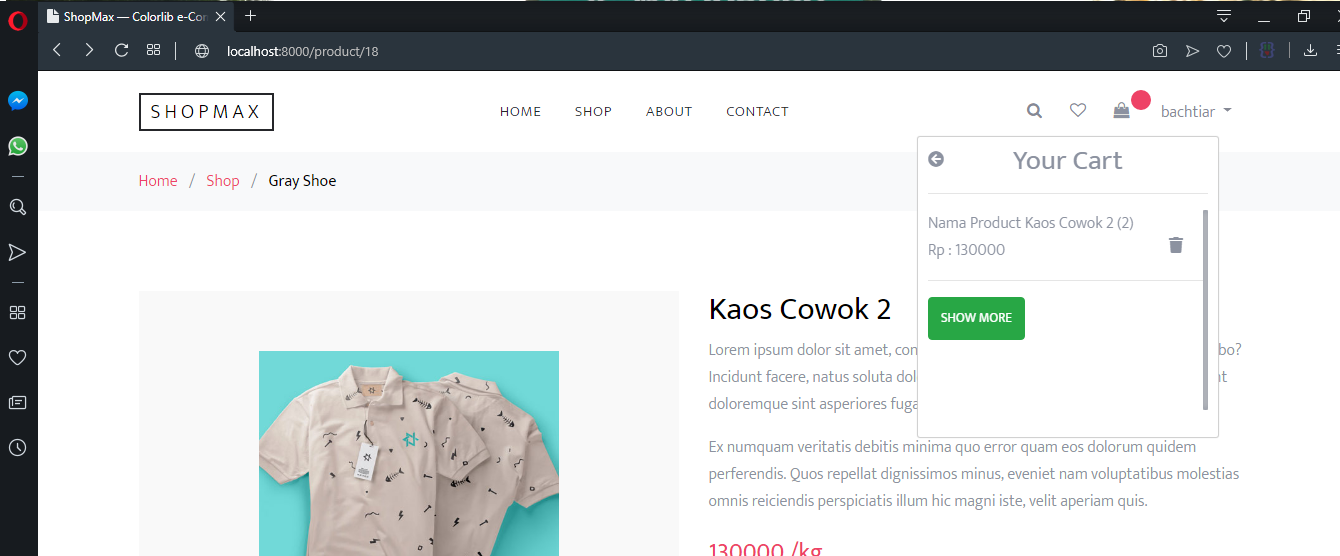 ShopMax — Colorlib e-Com
localhost:8000/product/18
SHOPMAX
HOME SHOP ABOUT CONTACT
bachtiar
Home / Shop / Gray Shoe
Your Cart
Nama Product Kaos Cowok 2 (2)
Rp : 130000
SHOW MORE
Kaos Cowok 2
Lorem ipsum dolor sit amet, con bo?
Incidunt facere, natus soluta dol
doloremque sint asperiores fuga
Ex numquam veritatis debitis minima quo error quam eos dolorum quidem
perferendis. Quos repellat dignissimos minus, eveniet nam voluptatibus molestias
omnis reiciendis perspiciatis illum hic magni iste, velit aperiam quis.
130000 /kg